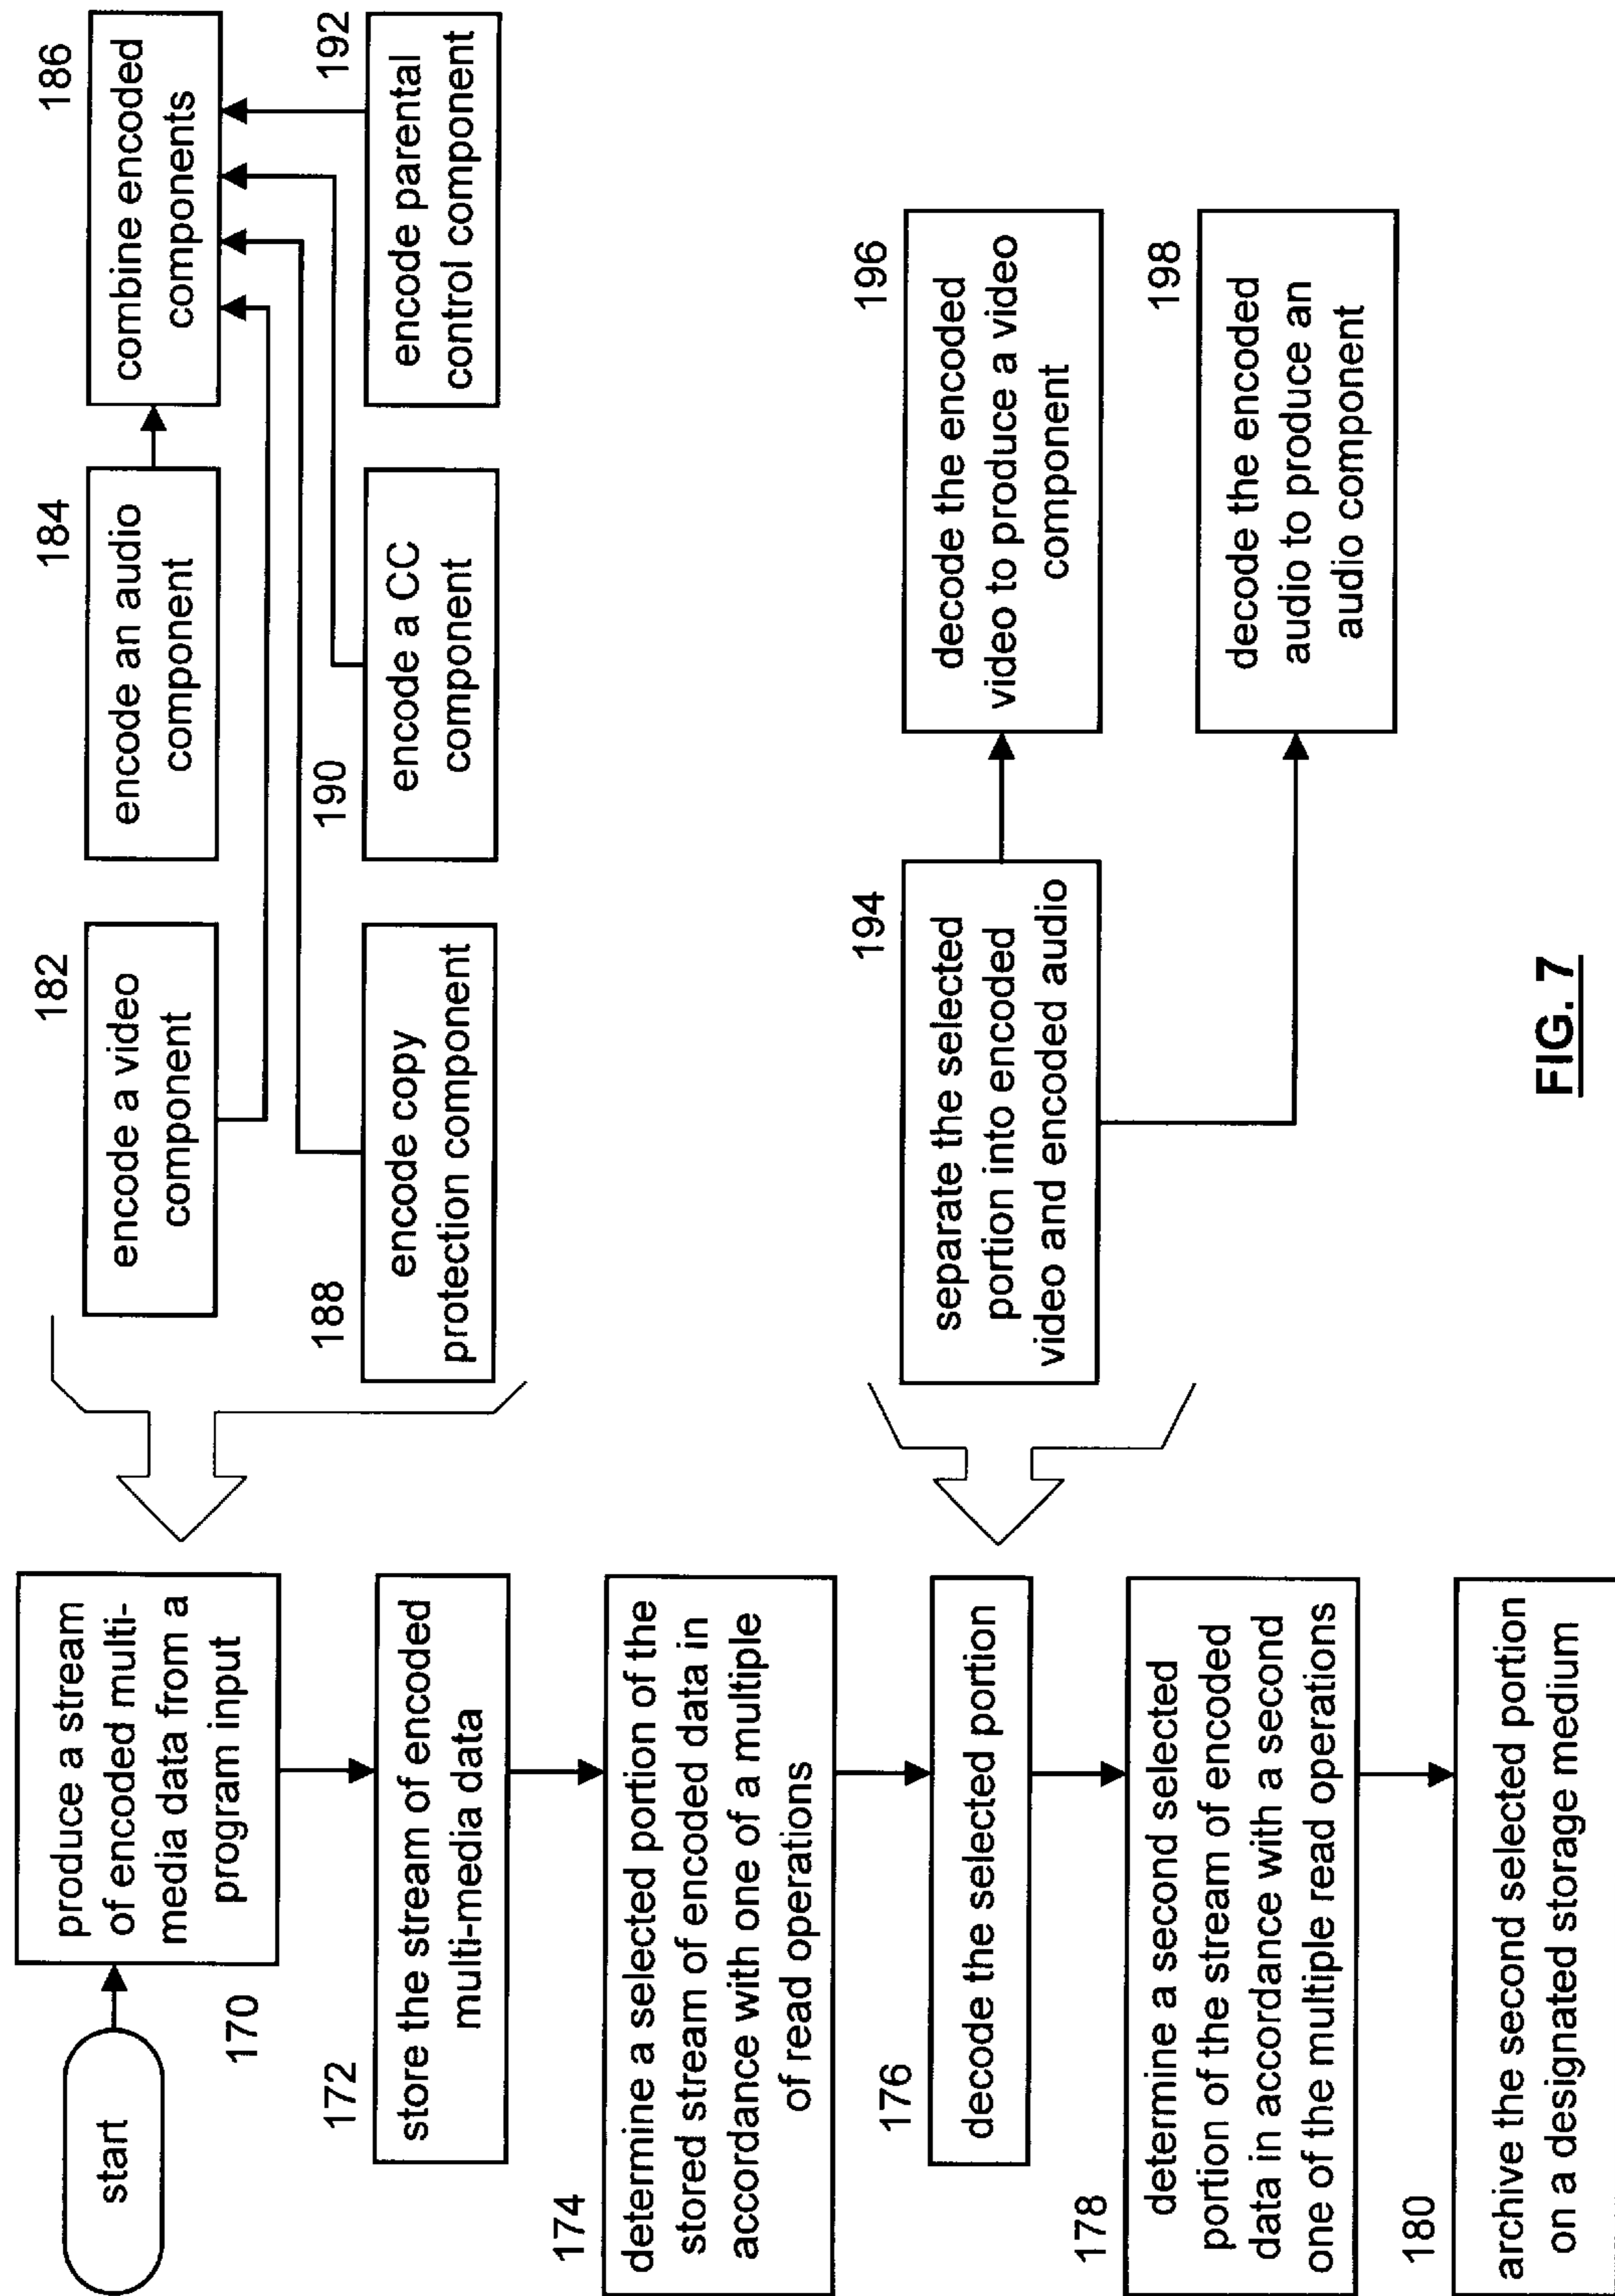 start
170
produce a stream
of encoded multi-
media data from a
program input
172
store the stream of encoded
multi-media data
174
determine a selected portion of the
stored stream of encoded data in
accordance with one of a multiple
of read operations
176
decode the selected portion
178
determine a second selected
portion of the stream of encoded
data in accordance with a second
one of the multiple read operations
180
archive the second selected portion
on a designated storage medium
182
encode a video
component
184
encode an audio
component
186
combine encoded
components
188
encode copy
protection component
190
encode a CC
component
192
encode parental
control component
194
separate the selected
portion into encoded
video and encoded audio
196
decode the encoded
video to produce a video
component
198
decode the encoded
audio to produce an
audio component
FIG. 7